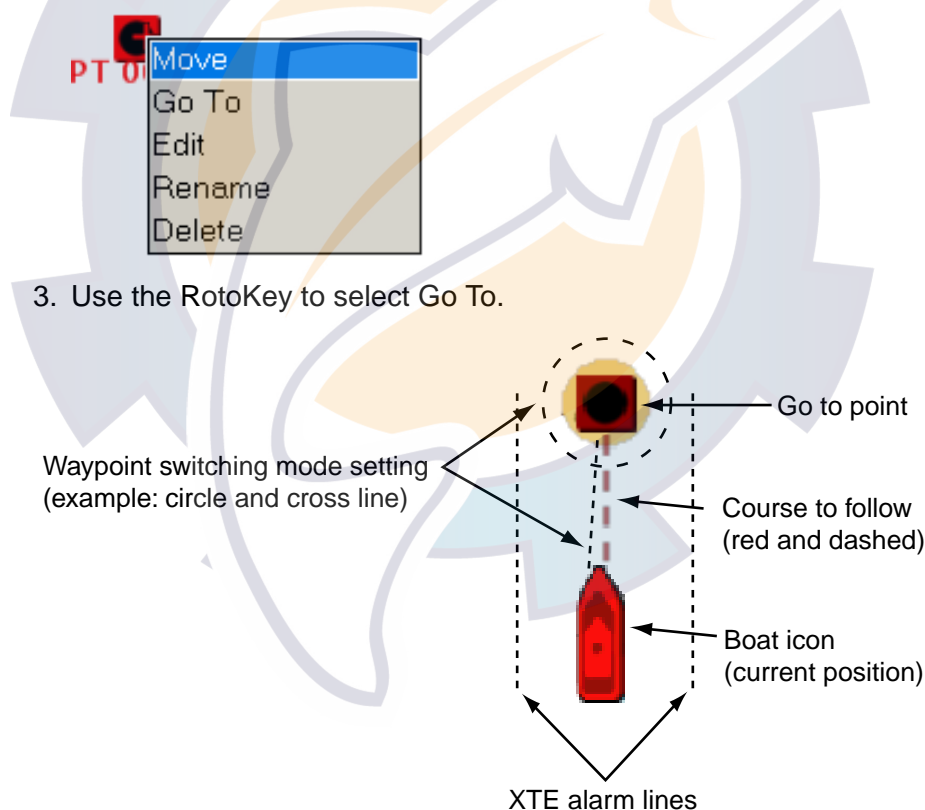 PT
Move
Go To
Edit
Rename
Delete
3. Use the RotoKey to select Go To.
Go to point
Waypoint switching mode setting
(example: circle and cross line)
Course to follow
(red and dashed)
Boat icon
(current position)
XTE alarm lines